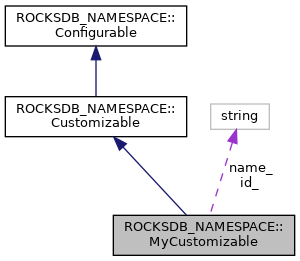 ROCKSDB_NAMESPACE::
Configurable
ROCKSDB_NAMESPACE::
Customizable
string
name_
id_
ROCKSDB_NAMESPACE::
MyCustomizable